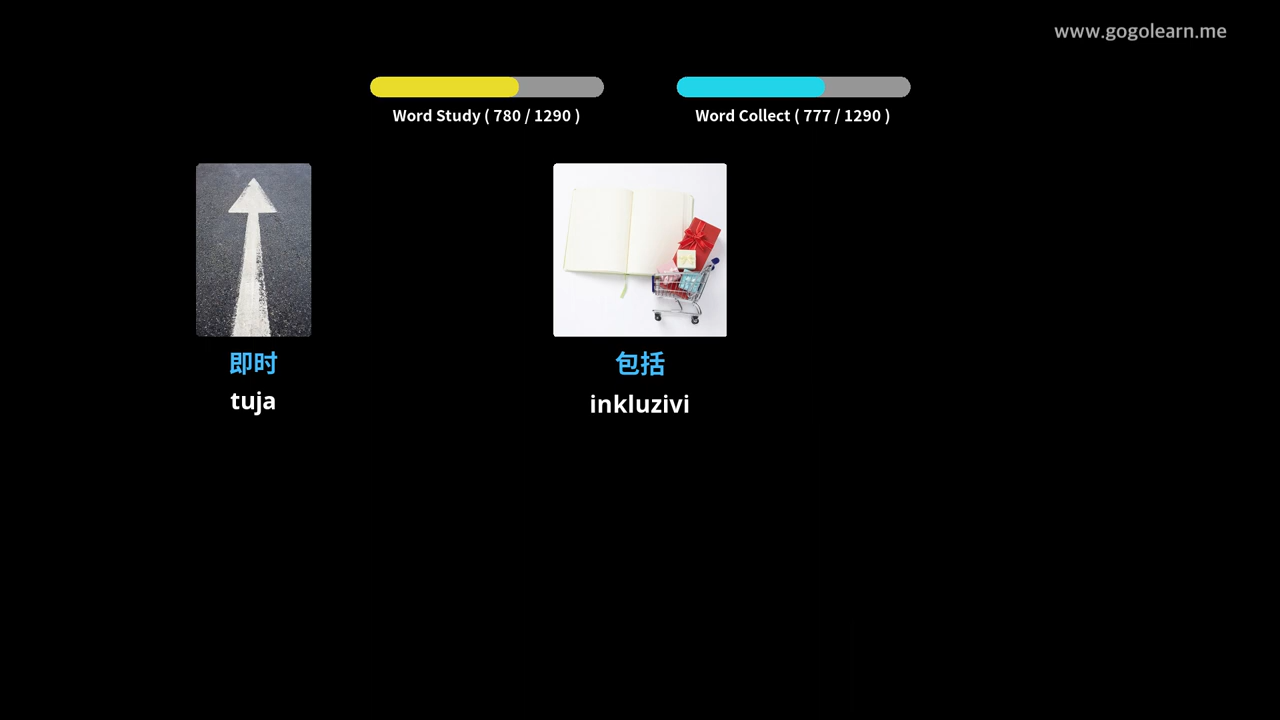 www.gogolearn.me
Word Study ( 780 / 1290 )
Word Collect ( 777 / 1290 )
即时
tuja
包括
inkluzivi